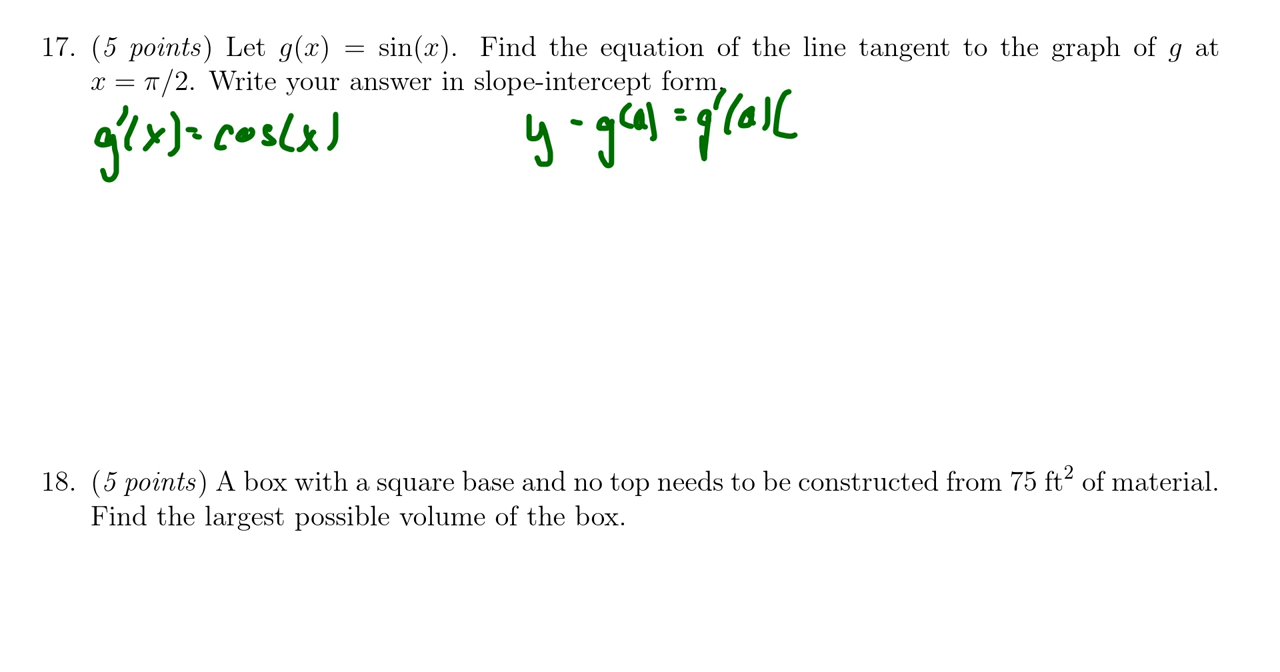 17. (5 points) Let g(x) = sin(x). Find the equation of the line tangent to the graph of g at
x = π/2. Write your answer in slope-intercept form.
g'(x) = cos(x)
y - g(a) = g'(a)(
18. (5 points) A box with a square base and no top needs to be constructed from 75 ft² of material.
Find the largest possible volume of the box.